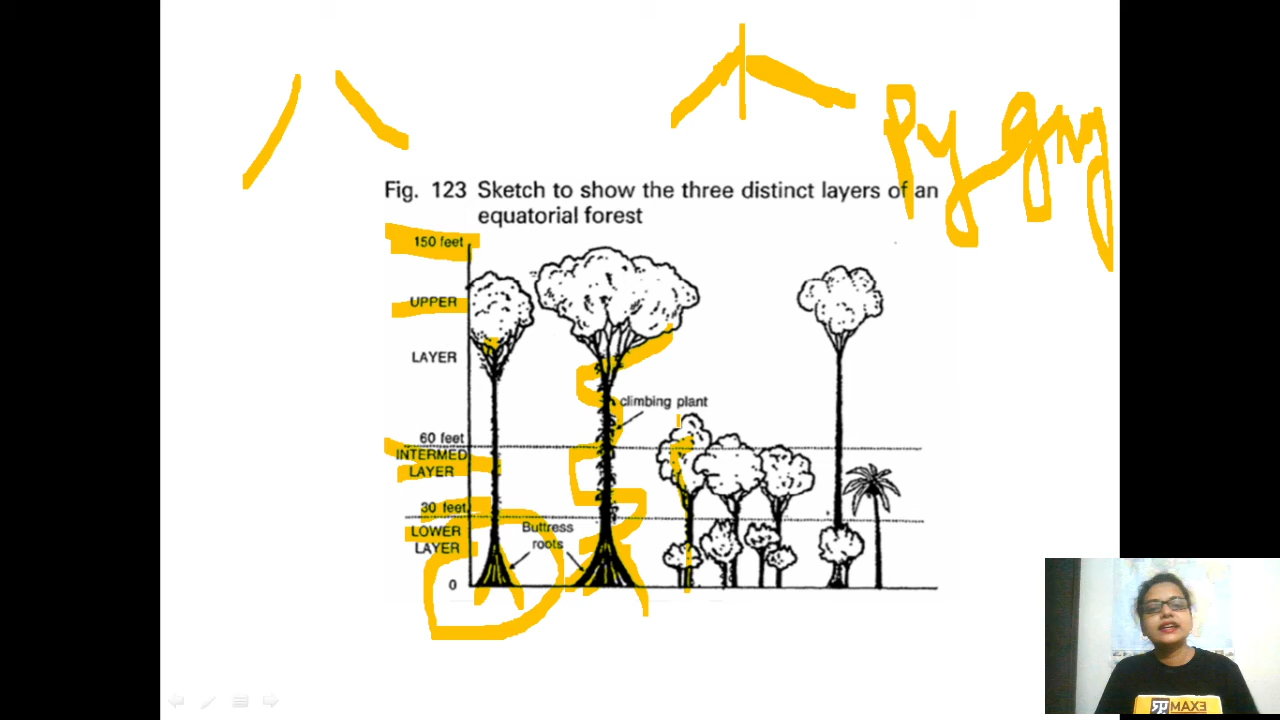 Pygmy
Fig. 123 Sketch to show the three distinct layers of an
equatorial forest
150 feet
UPPER
LAYER
climbing plant
60 feet
INTERMED
LAYER
30 feet
Buttress
roots
LOWER
LAYER
0
EXAM